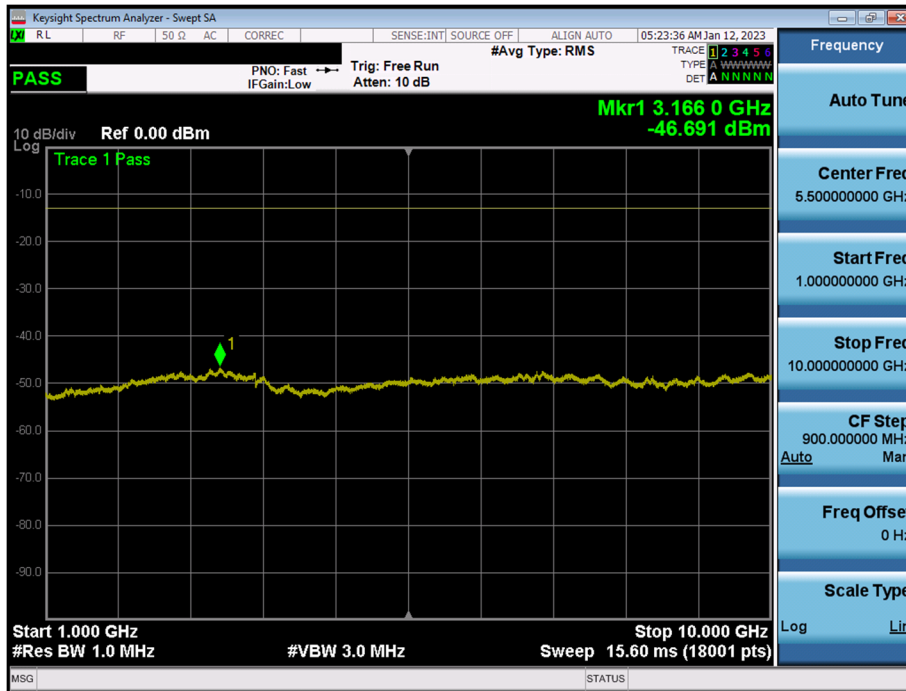 Keysight Spectrum Analyzer - Swept SA
LXI RL RF 50 Ω AC CORREC SENSE:INT SOURCE OFF ALIGN AUTO 05:23:36 AM Jan 12, 2023
PASS
PNO: Fast
IFGain:Low
Trig: Free Run
Atten: 10 dB
#Avg Type: RMS
TRACE 1 2 3 4 5 6
TYPE A WWWWW
DET A N N N N N
Mkr1 3.166 0 GHz
-46.691 dBm
10 dB/div Ref 0.00 dBm
Log
Trace 1 Pass
-10.0
-20.0
-30.0
-40.0
1
-50.0
-60.0
-70.0
-80.0
-90.0
Start 1.000 GHz Stop 10.000 GHz
#Res BW 1.0 MHz #VBW 3.0 MHz Sweep 15.60 ms (18001 pts)
MSG STATUS
Frequency
Auto Tune
Center Freq
5.500000000 GHz
Start Freq
1.000000000 GHz
Stop Freq
10.000000000 GHz
CF Step
900.000000 MHz
Auto Man
Freq Offset
0 Hz
Scale Type
Log Lin